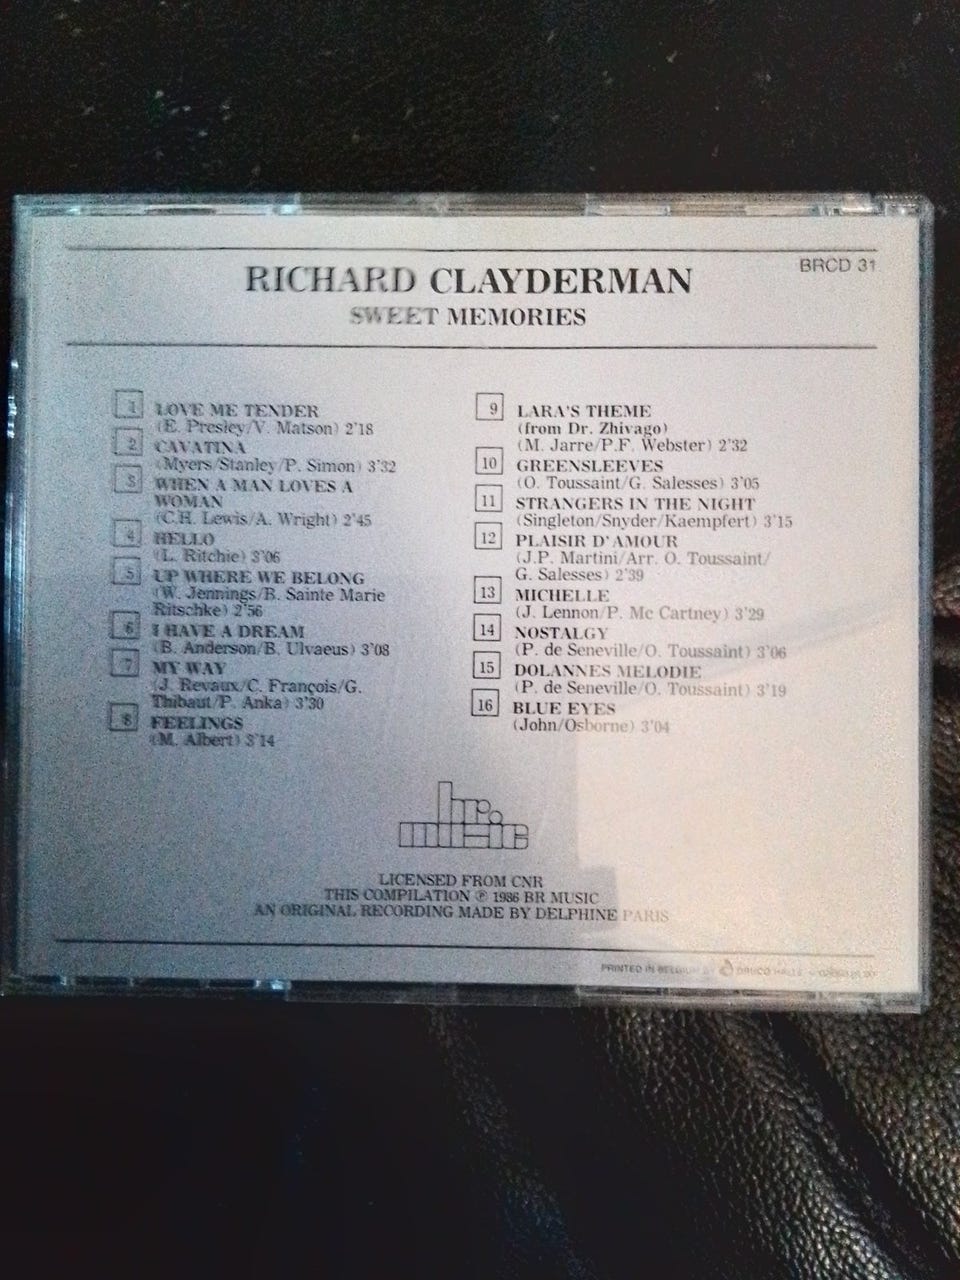 RICHARD CLAYDERMAN
BRCD 31
SWEET MEMORIES
1 LOVE ME TENDER
(E. Presley/V. Matson) 2'18
2 CAVATINA
(Myers/Stanley/P. Simon) 3'32
3 WHEN A MAN LOVES A
WOMAN
(C.H. Lewis/A. Wright) 2'45
4 HELLO
(L. Ritchie) 3'06
5 UP WHERE WE BELONG
(W. Jennings/B. Sainte Marie
Ritschke) 2'56
6 I HAVE A DREAM
(B. Anderson/B. Ulvaeus) 3'08
7 MY WAY
(J. Revaux/C. François/G.
Thibaut/P. Anka) 3'30
8 FEELINGS
(M. Albert) 3'14
9 LARA'S THEME
(from Dr. Zhivago)
(M. Jarre/P.F. Webster) 2'32
10 GREENSLEEVES
(O. Toussaint/G. Salesses) 3'05
11 STRANGERS IN THE NIGHT
(Singleton/Snyder/Kaempfert) 3'15
12 PLAISIR D'AMOUR
(J.P. Martini/Arr. O. Toussaint/
G. Salesses) 2'39
13 MICHELLE
(J. Lennon/P. Mc Cartney) 3'29
14 NOSTALGY
(P. de Seneville/O. Toussaint) 3'06
15 DOLANNES MELODIE
(P. de Seneville/O. Toussaint) 3'19
16 BLUE EYES
(John/Osborne) 3'04
br.
music
LICENSED FROM CNR
THIS COMPILATION ℗ 1986 BR MUSIC
AN ORIGINAL RECORDING MADE BY DELPHINE PARIS
PRINTED IN BELGIUM BY